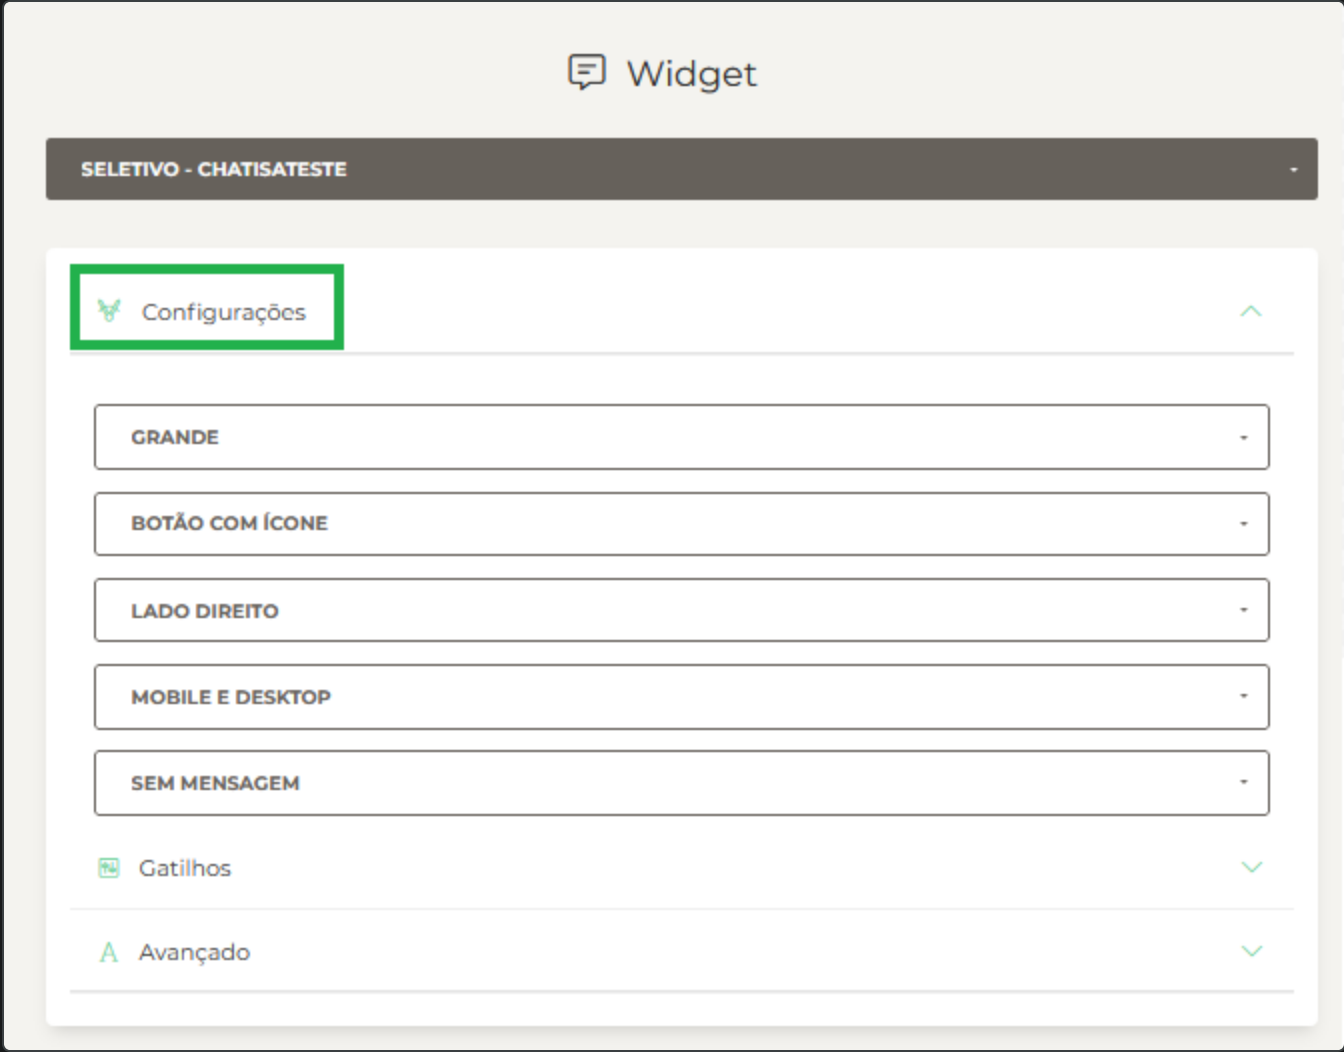 Widget
SELETIVO - CHATISATESTE
Configurações
GRANDE
BOTÃO COM ÍCONE
LADO DIREITO
MOBILE E DESKTOP
SEM MENSAGEM
Gatilhos
A Avançado